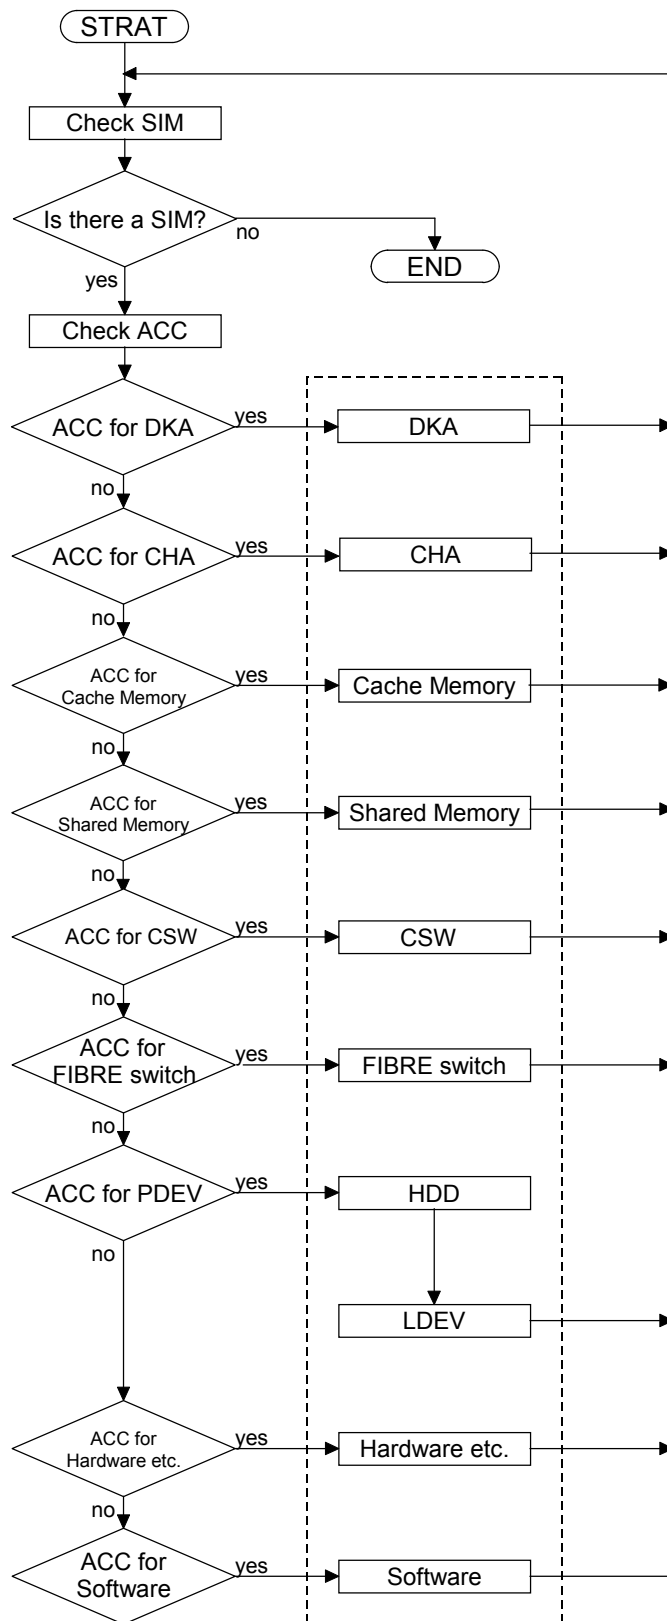 STRAT
Check SIM
Is there a SIM?
no
END
yes
Check ACC
ACC for DKA
yes
DKA
no
ACC for CHA
yes
CHA
no
ACC for
Cache Memory
yes
Cache Memory
no
ACC for
Shared Memory
yes
Shared Memory
no
ACC for CSW
yes
CSW
no
ACC for
FIBRE switch
yes
FIBRE switch
no
ACC for PDEV
yes
HDD
no
LDEV
ACC for
Hardware etc.
yes
Hardware etc.
no
ACC for
Software
yes
Software